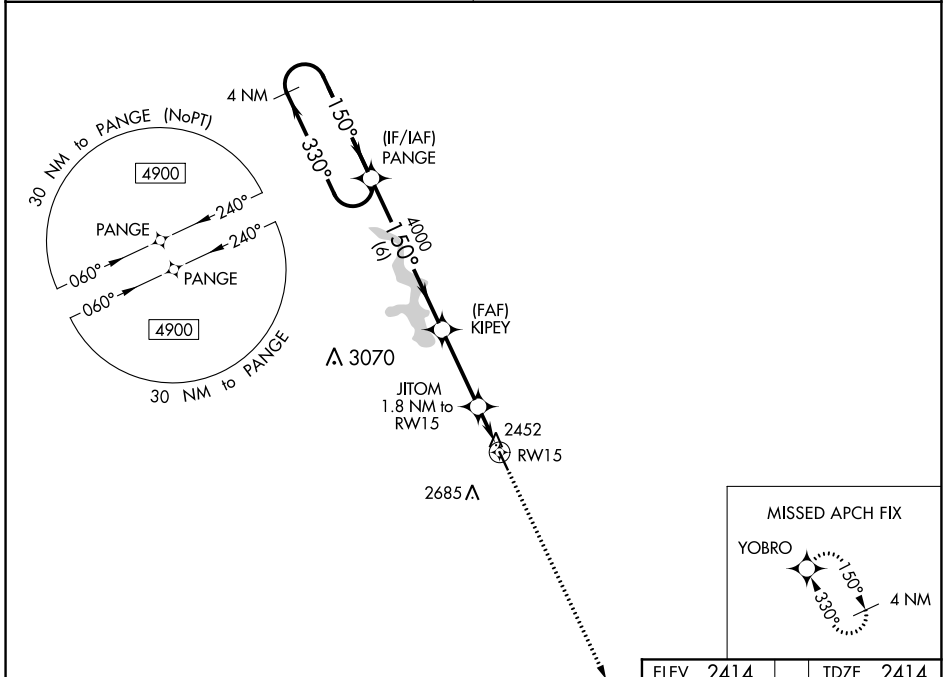 30 NM to PANGE (NoPT)
4900
240°
PANGE
060°
240°
PANGE
060°
4900
30 NM to PANGE
4 NM
150°
330°
(IF/IAF)
PANGE
4000
150°
(6)
(FAF)
KIPEY
3070
JITOM
1.8 NM to
RW15
2452
RW15
2685
MISSED APCH FIX
YOBRO
150°
330°
4 NM
ELEV 2414
TDZE 2414